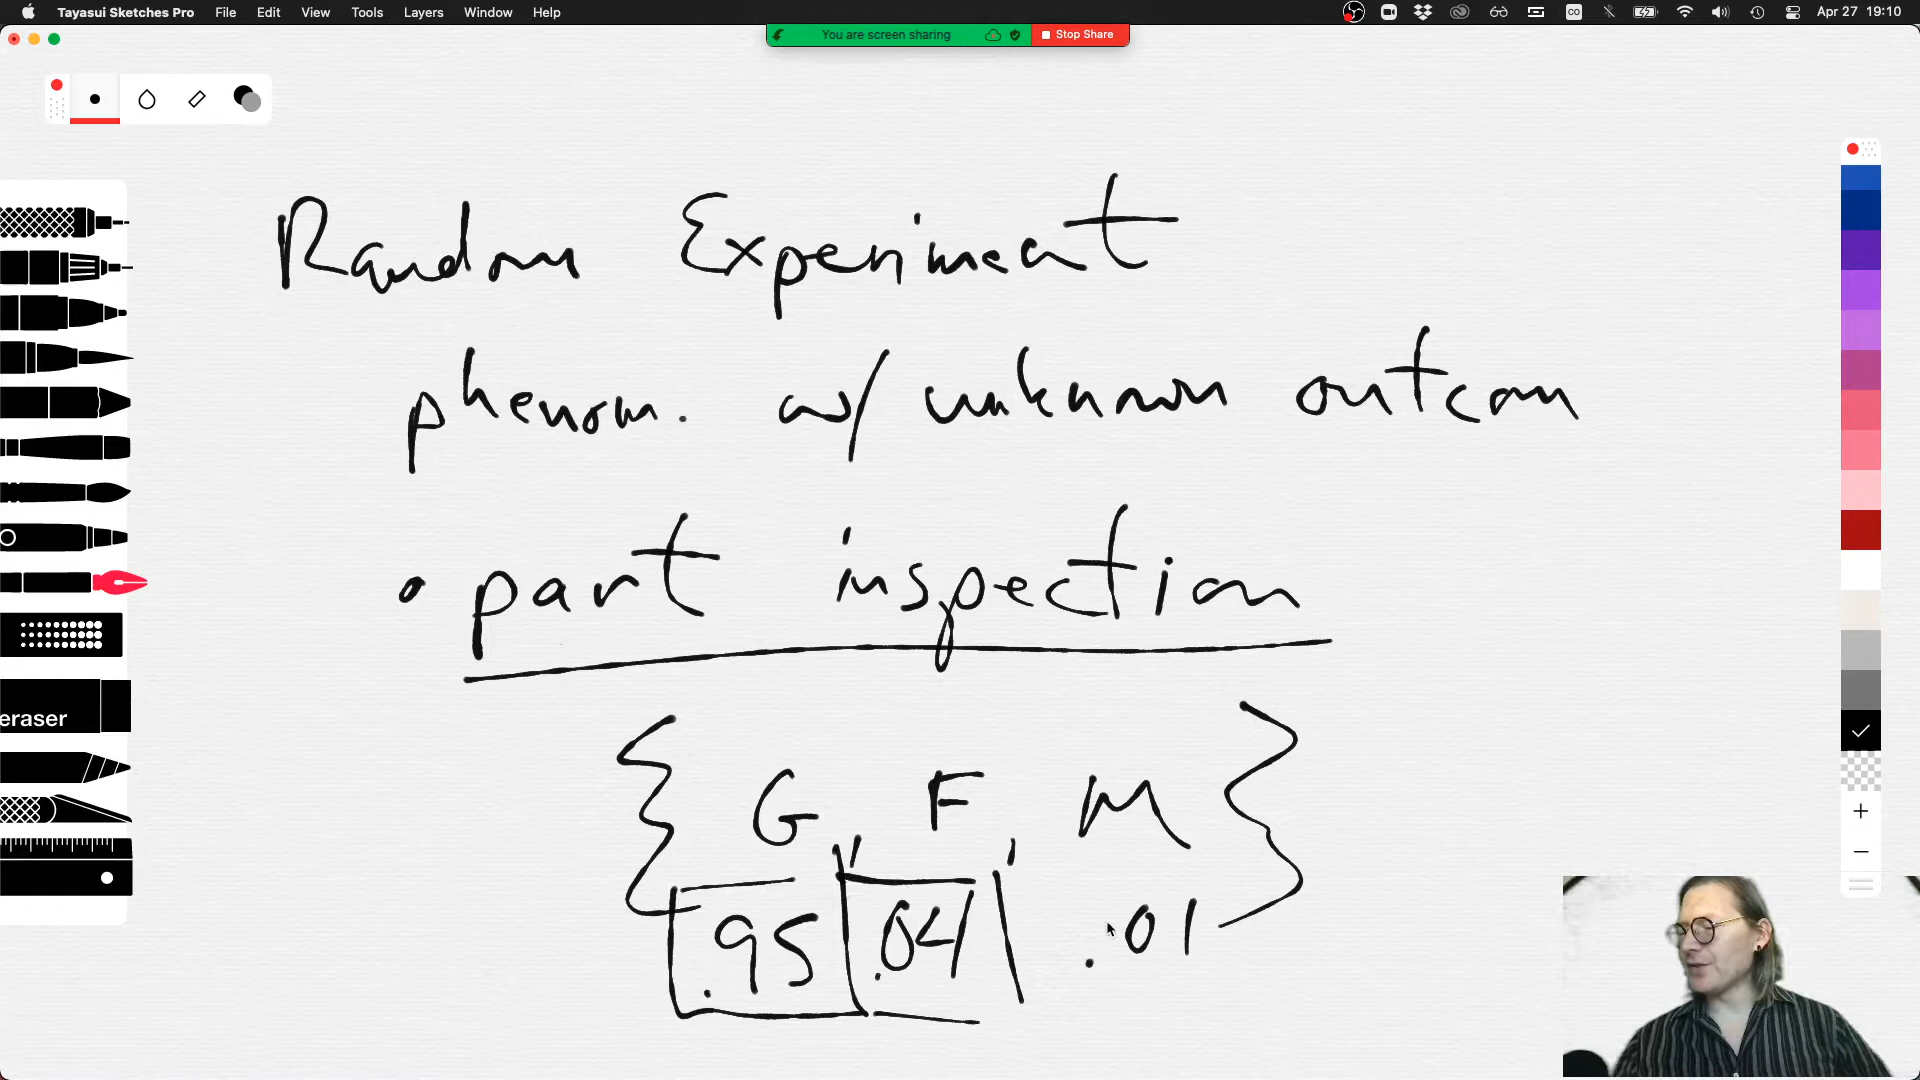 Tayasui Sketches Pro File Edit View Tools Layers Window Help Apr 27 19:10
You are screen sharing Stop Share
Random Experiment
phenom. w/ unknown outcom
• part inspection
{ G F M }
.95 .04 .01
eraser